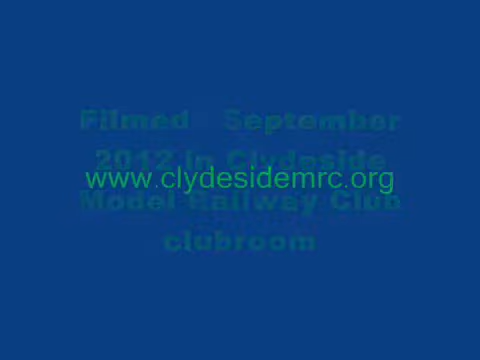 Filmed September
2012 in Clydeside
www.clydesidemrc.org
Model Railway Club
clubroom